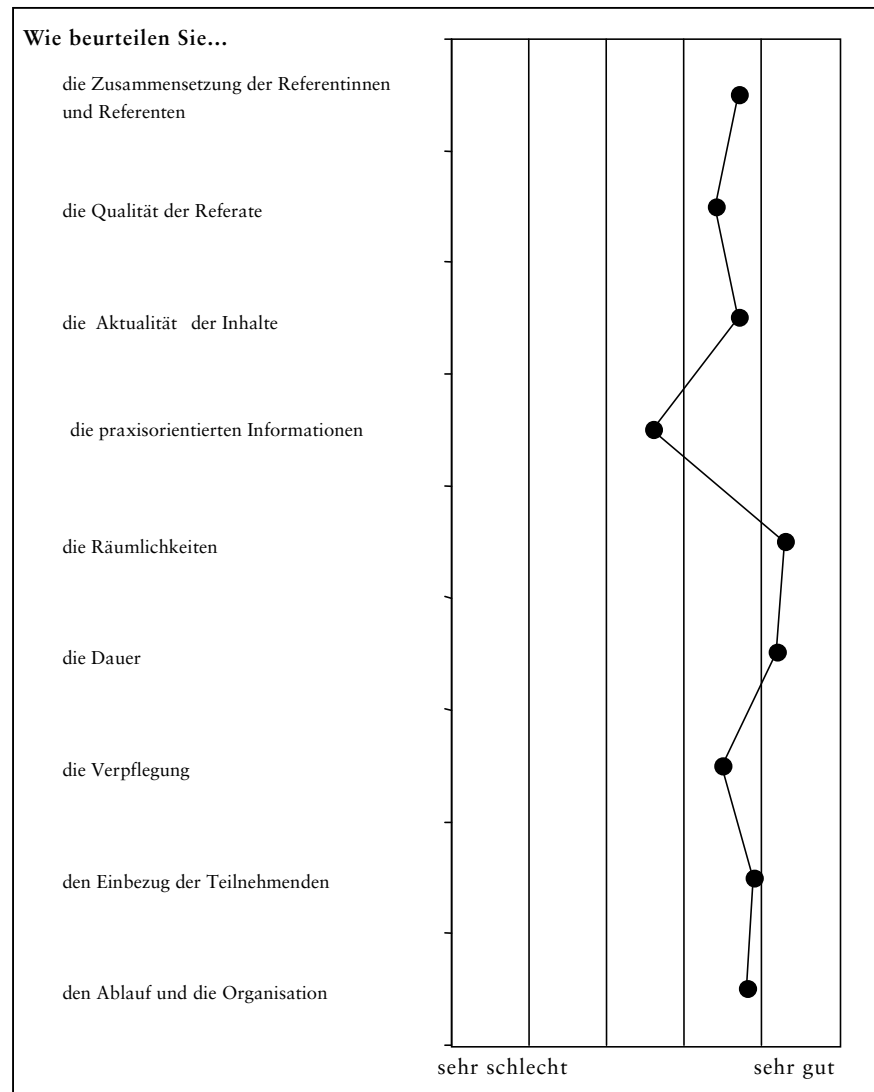 Wie beurteilen Sie...
die Zusammensetzung der Referentinnen
und Referenten
die Qualität der Referate
die Aktualität der Inhalte
die praxisorientierten Informationen
die Räumlichkeiten
die Dauer
die Verpflegung
den Einbezug der Teilnehmenden
den Ablauf und die Organisation
sehr schlecht sehr gut